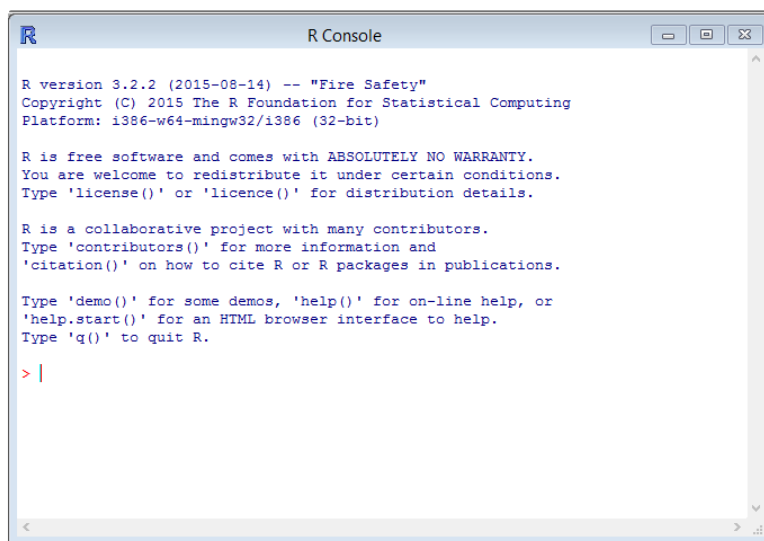 R Console
R version 3.2.2 (2015-08-14) -- "Fire Safety"
Copyright (C) 2015 The R Foundation for Statistical Computing
Platform: i386-w64-mingw32/i386 (32-bit)
R is free software and comes with ABSOLUTELY NO WARRANTY.
You are welcome to redistribute it under certain conditions.
Type 'license()' or 'licence()' for distribution details.
R is a collaborative project with many contributors.
Type 'contributors()' for more information and
'citation()' on how to cite R or R packages in publications.
Type 'demo()' for some demos, 'help()' for on-line help, or
'help.start()' for an HTML browser interface to help.
Type 'q()' to quit R.
>